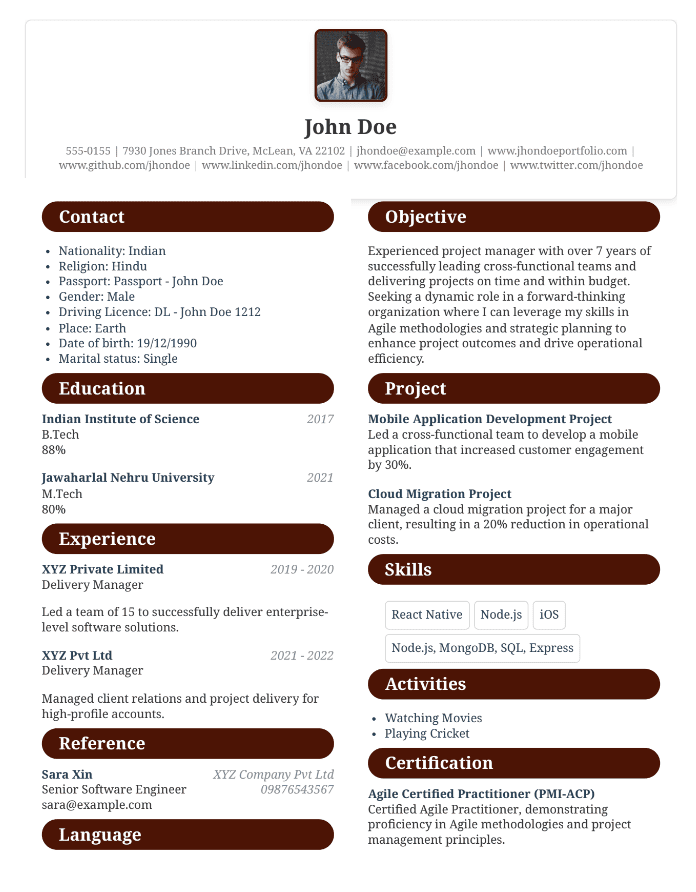 John Doe
555-0155 | 7930 Jones Branch Drive, McLean, VA 22102 | jhondoe@example.com | www.jhondoeportfolio.com |
www.github.com/jhondoe | www.linkedin.com/jhondoe | www.facebook.com/jhondoe | www.twitter.com/jhondoe
Contact
• Nationality: Indian
• Religion: Hindu
• Passport: Passport - John Doe
• Gender: Male
• Driving Licence: DL - John Doe 1212
• Place: Earth
• Date of birth: 19/12/1990
• Marital status: Single
Education
Indian Institute of Science 2017
B.Tech
88%
Jawaharlal Nehru University 2021
M.Tech
80%
Experience
XYZ Private Limited 2019 - 2020
Delivery Manager
Led a team of 15 to successfully deliver enterprise-
level software solutions.
XYZ Pvt Ltd 2021 - 2022
Delivery Manager
Managed client relations and project delivery for
high-profile accounts.
Reference
Sara Xin XYZ Company Pvt Ltd
Senior Software Engineer 09876543567
sara@example.com
Language
Objective
Experienced project manager with over 7 years of
successfully leading cross-functional teams and
delivering projects on time and within budget.
Seeking a dynamic role in a forward-thinking
organization where I can leverage my skills in
Agile methodologies and strategic planning to
enhance project outcomes and drive operational
efficiency.
Project
Mobile Application Development Project
Led a cross-functional team to develop a mobile
application that increased customer engagement
by 30%.
Cloud Migration Project
Managed a cloud migration project for a major
client, resulting in a 20% reduction in operational
costs.
Skills
React Native Node.js iOS
Node.js, MongoDB, SQL, Express
Activities
• Watching Movies
• Playing Cricket
Certification
Agile Certified Practitioner (PMI-ACP)
Certified Agile Practitioner, demonstrating
proficiency in Agile methodologies and project
management principles.